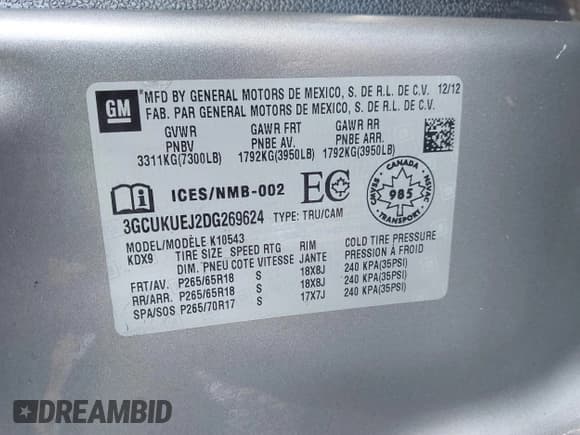 GM
*MFD BY GENERAL MOTORS DE MEXICO, S. DE R.L. DE C.V. 12/12
FAB. PAR GENERAL MOTORS DE MEXICO, S. DE R.L. DE C.V.
GVWR GAWR FRT GAWR RR
PNBV PNBE AV. PNBE ARR.
3311KG(7300LB) 1792KG(3950LB) 1792KG(3950LB)
i ICES/NMB-002 EC CANADA NSVAC TRANSPORT CMVSS 985
3GCUKUEJ2DG269624 TYPE: TRU/CAM
MODEL/MODÈLE K10543
KDX9 TIRE SIZE SPEED RTG RIM COLD TIRE PRESSURE
DIM. PNEU COTE VITESSE JANTE PRESSION À FROID
FRT/AV. P265/65R18 S 18X8J 240 KPA(35PSI)
RR/ARR. P265/65R18 S 18X8J 240 KPA(35PSI)
SPA/SOS P265/70R17 S 17X7J 240 KPA(35PSI)
DREAMBID